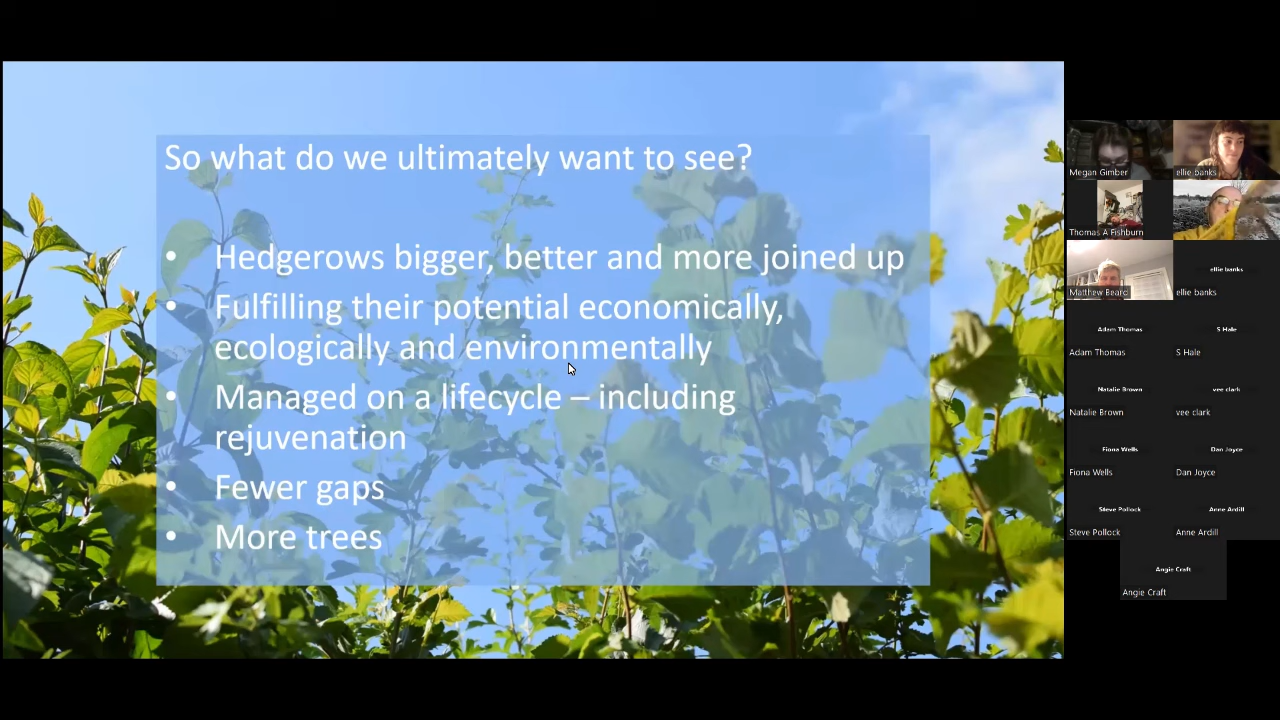 So what do we ultimately want to see?
• Hedgerows bigger, better and more joined up
• Fulfilling their potential economically,
ecologically and environmentally
• Managed on a lifecycle – including
rejuvenation
• Fewer gaps
• More trees
Megan Gimber
ellie banks
Thomas A Fishburn
Matthew Beard
ellie banks
ellie banks
Adam Thomas
Adam Thomas
S Hale
S Hale
Natalie Brown
Natalie Brown
vee clark
vee clark
Fiona Wells
Fiona Wells
Dan Joyce
Dan Joyce
Steve Pollock
Steve Pollock
Anne Ardill
Anne Ardill
Angie Craft
Angie Craft